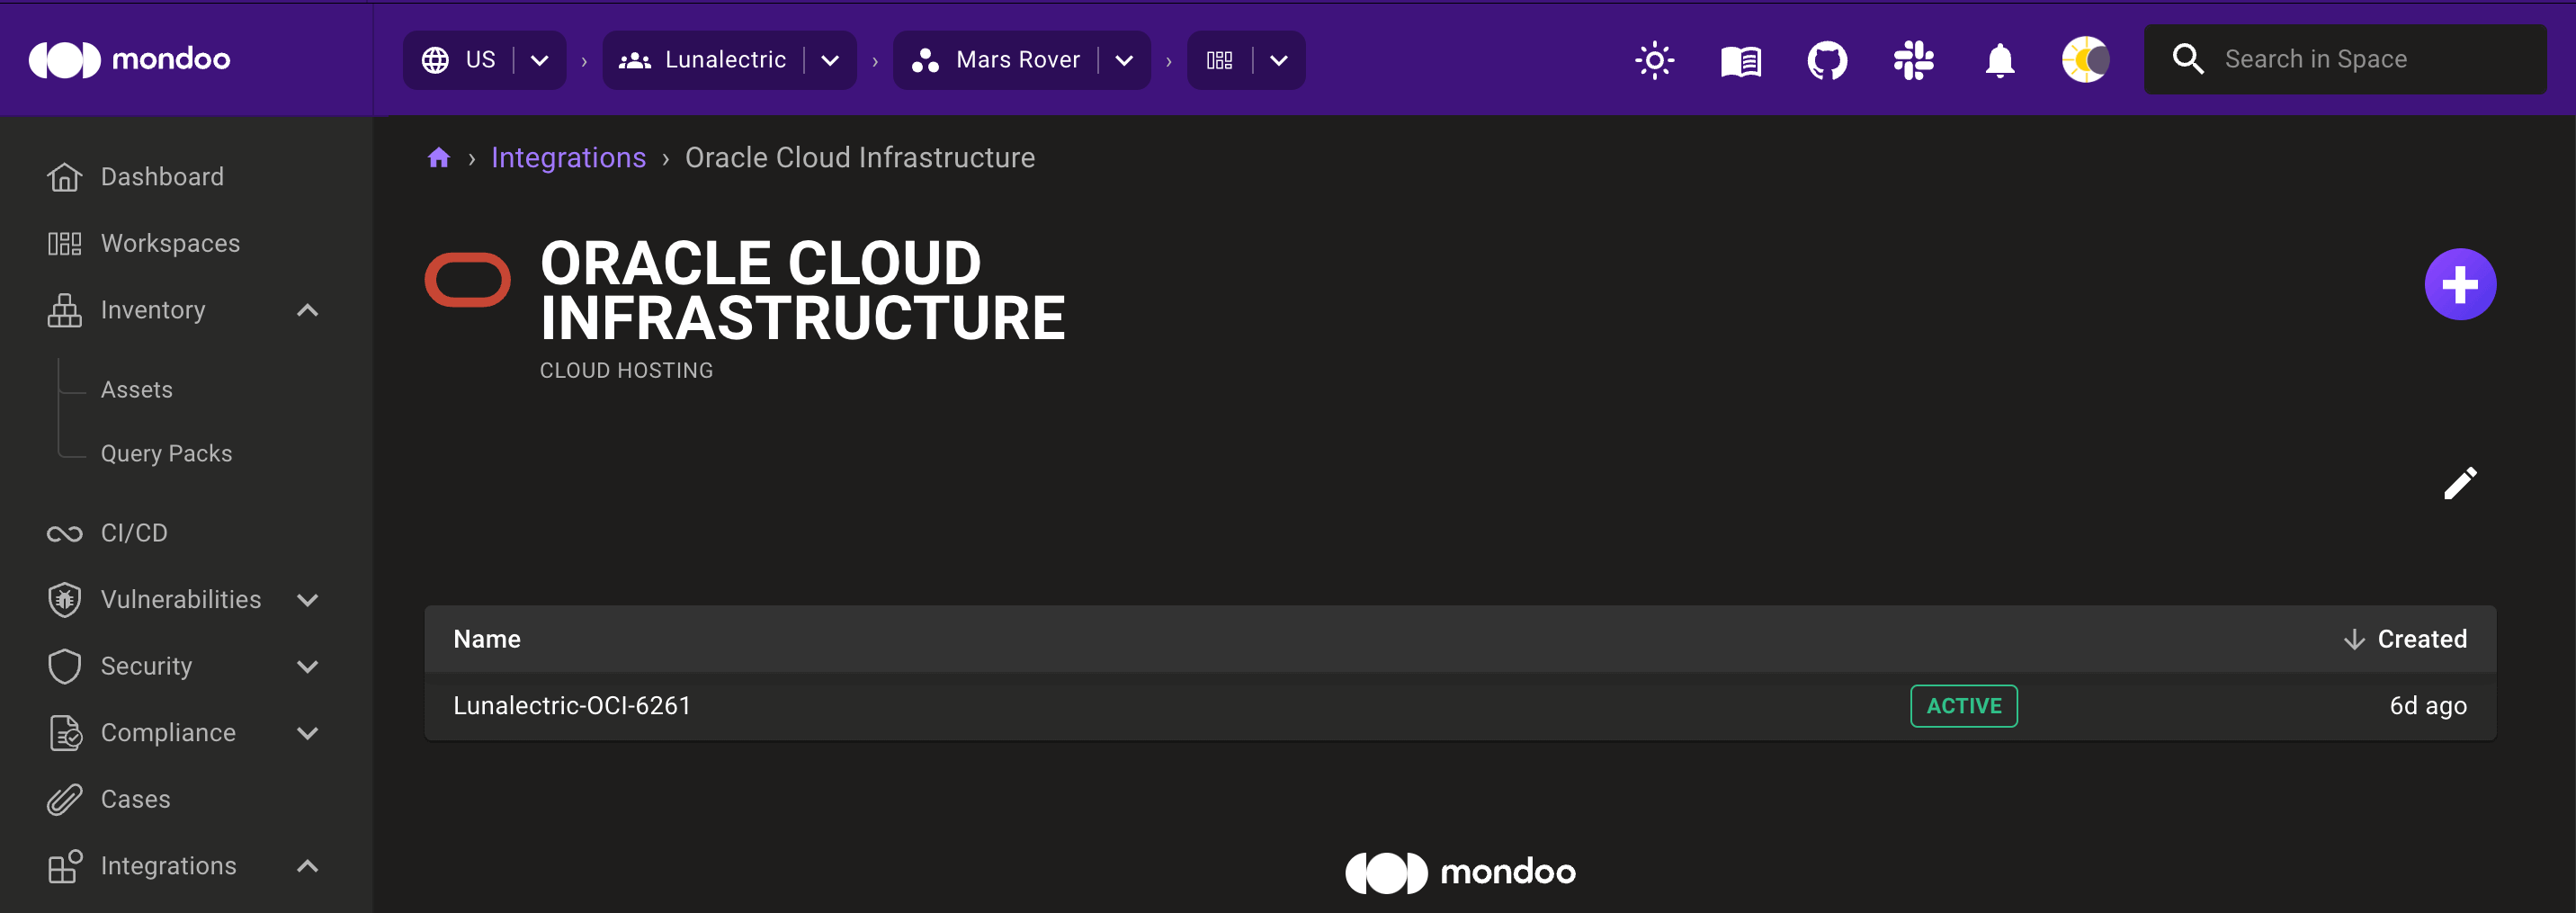 mondoo
US
Lunalectric
Mars Rover
Search in Space
Dashboard
Workspaces
Inventory
Assets
Query Packs
CI/CD
Vulnerabilities
Security
Compliance
Cases
Integrations
Integrations › Oracle Cloud Infrastructure
ORACLE CLOUD
INFRASTRUCTURE
CLOUD HOSTING
Name Created
Lunalectric-OCI-6261 ACTIVE 6d ago
mondoo